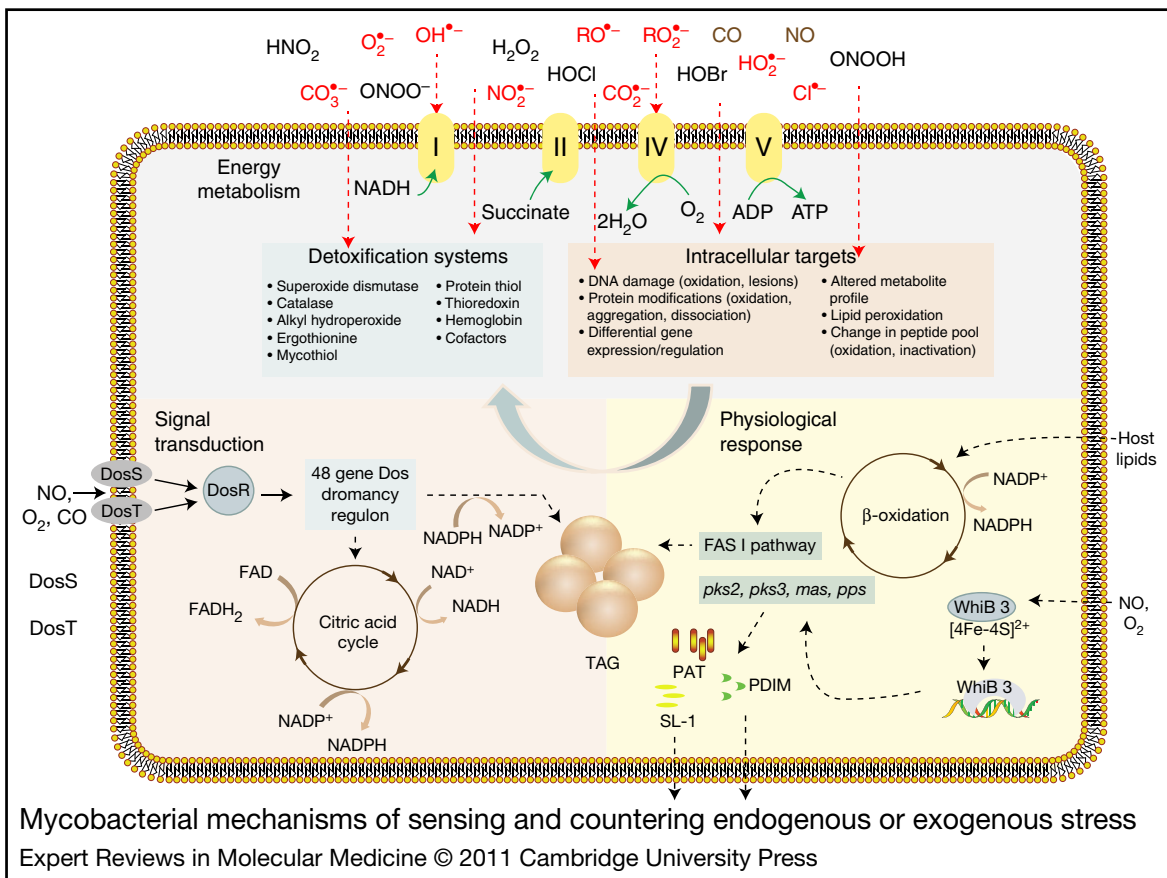 HNO2 O2•− OH•− H2O2 RO•− RO2•− CO NO
CO3•− ONOO− NO2•− HOCl CO2•− HOBr HO2•− Cl•− ONOOH
Energy
metabolism
I II IV V
NADH
Succinate
2H2O O2 ADP ATP
Detoxification systems
• Superoxide dismutase
• Catalase
• Alkyl hydroperoxide
• Ergothionine
• Mycothiol
• Protein thiol
• Thioredoxin
• Hemoglobin
• Cofactors
Intracellular targets
• DNA damage (oxidation, lesions)
• Protein modifications (oxidation,
aggregation, dissociation)
• Differential gene
expression/regulation
• Altered metabolite
profile
• Lipid peroxidation
• Change in peptide pool
(oxidation, inactivation)
Signal
transduction
DosS
DosT
NO,
O2, CO
DosR
48 gene Dos
dromancy
regulon
NADPH NADP+
DosS
DosT
FAD
FADH2
NAD+
NADH
Citric acid
cycle
NADP+
NADPH
TAG
Physiological
response
Host
lipids
β-oxidation
NADP+
NADPH
FAS I pathway
pks2, pks3, mas, pps
WhiB 3
[4Fe-4S]2+
NO,
O2
WhiB 3
PAT
PDIM
SL-1
Mycobacterial mechanisms of sensing and countering endogenous or exogenous stress
Expert Reviews in Molecular Medicine © 2011 Cambridge University Press